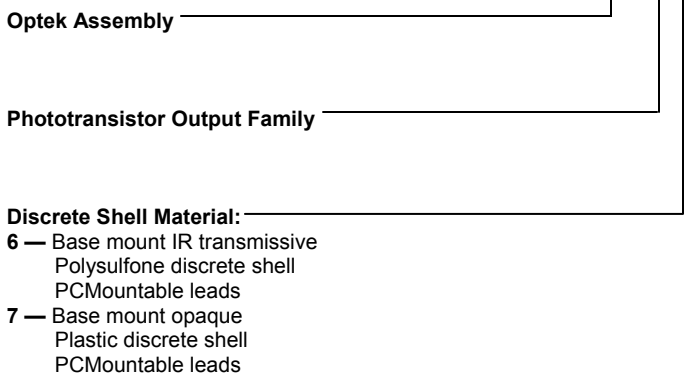 Optek Assembly
Phototransistor Output Family
Discrete Shell Material:
6 — Base mount IR transmissive
Polysulfone discrete shell
PCMountable leads
7 — Base mount opaque
Plastic discrete shell
PCMountable leads